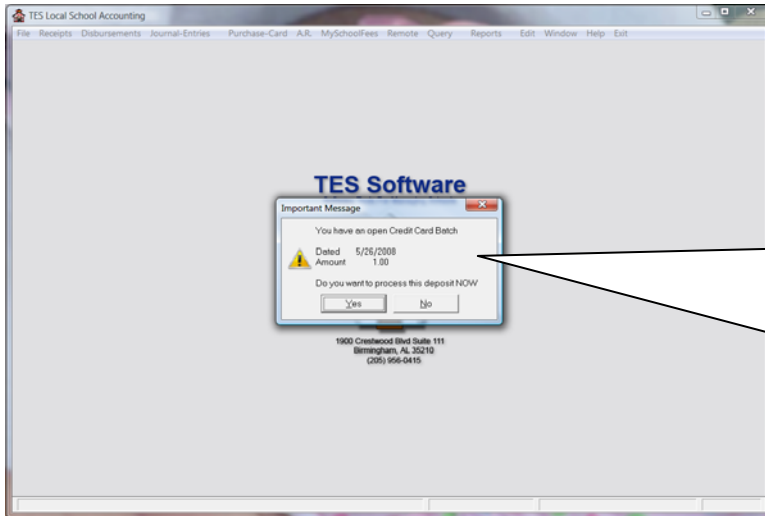 TES Local School Accounting
File Receipts Disbursements Journal-Entries Purchase-Card A.R. MySchoolFees Remote Query Reports Edit Window Help Exit
TES Software
Important Message
You have an open Credit Card Batch
Dated 5/26/2008
Amount 1.00
Do you want to process this deposit NOW
Yes No
1900 Crestwood Blvd Suite 111
Birmingham, AL 35210
(205) 956-0415